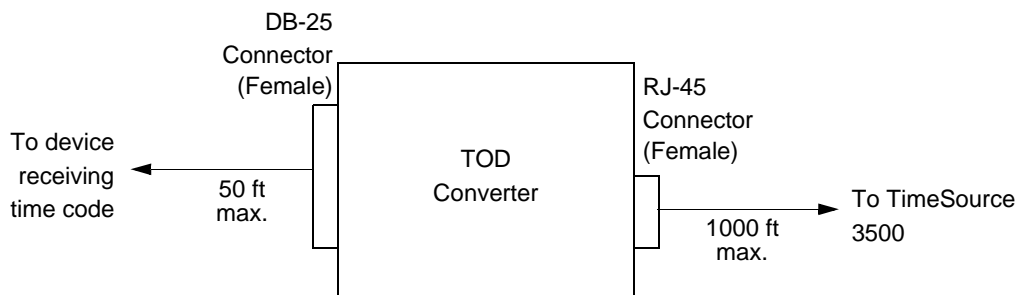 DB-25
Connector
(Female)
RJ-45
Connector
(Female)
To device
receiving
time code
50 ft
max.
TOD
Converter
1000 ft
max.
To TimeSource
3500